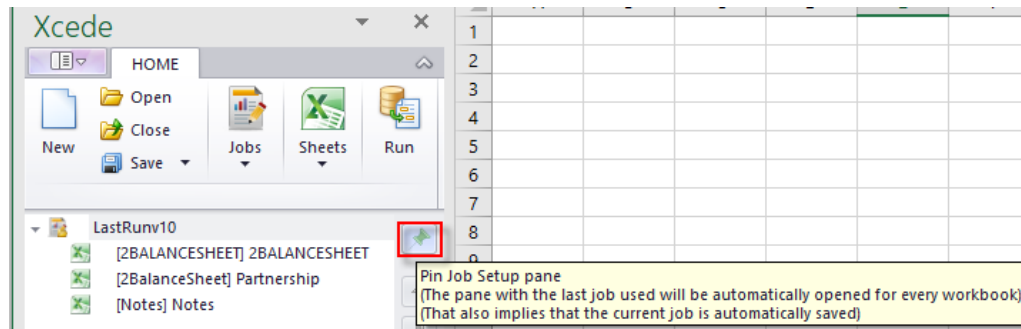 Xcede
HOME
New
Open
Close
Save
Jobs
Sheets
Run
LastRunv10
[2BALANCESHEET] 2BALANCESHEET
[2BalanceSheet] Partnership
[Notes] Notes
1
2
3
4
5
6
7
8
9
Pin Job Setup pane
(The pane with the last job used will be automatically opened for every workbook)
(That also implies that the current job is automatically saved)